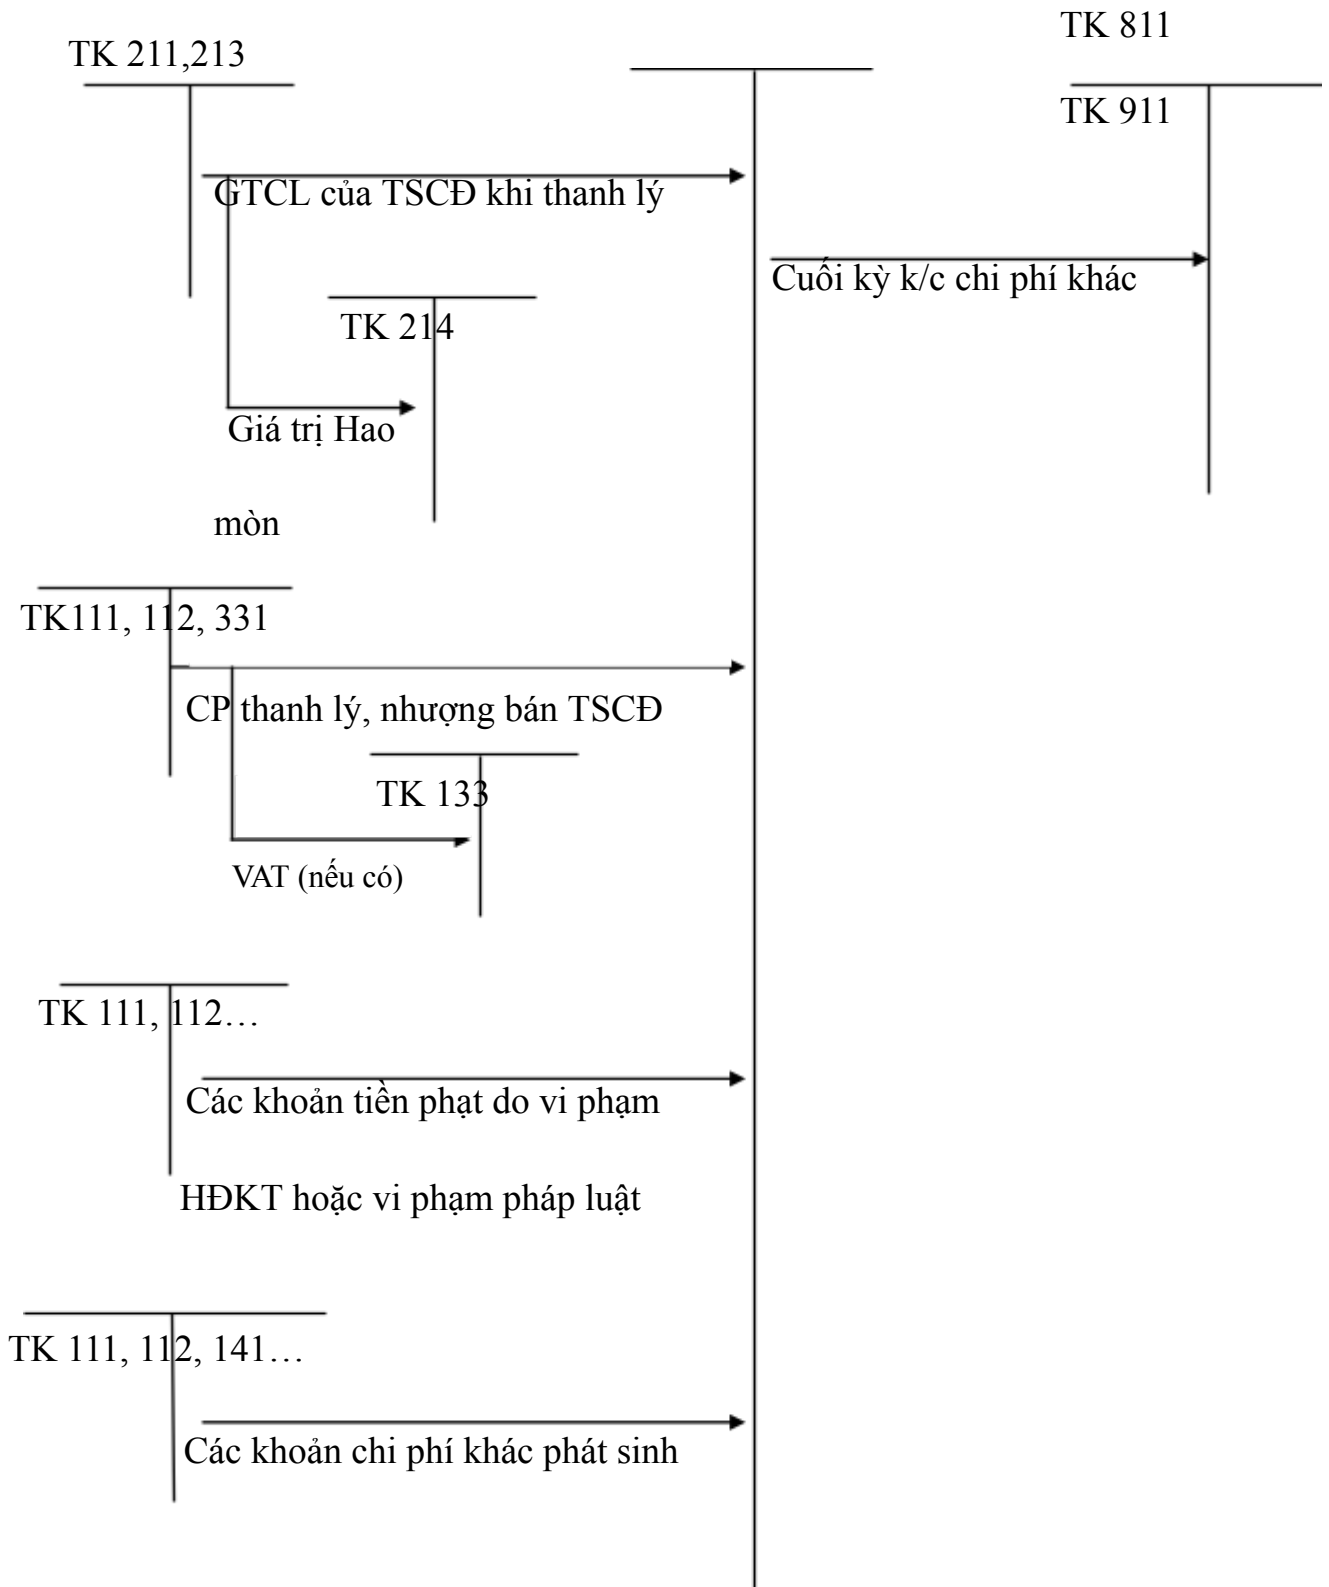 TK 811
TK 211,213
TK 911
GTCL của TSCĐ khi thanh lý
Cuối kỳ k/c chi phí khác
TK 214
Giá trị Hao
mòn
TK111, 112, 331
CP thanh lý, nhượng bán TSCĐ
TK 133
VAT (nếu có)
TK 111, 112…
Các khoản tiền phạt do vi phạm
HĐKT hoặc vi phạm pháp luật
TK 111, 112, 141…
Các khoản chi phí khác phát sinh